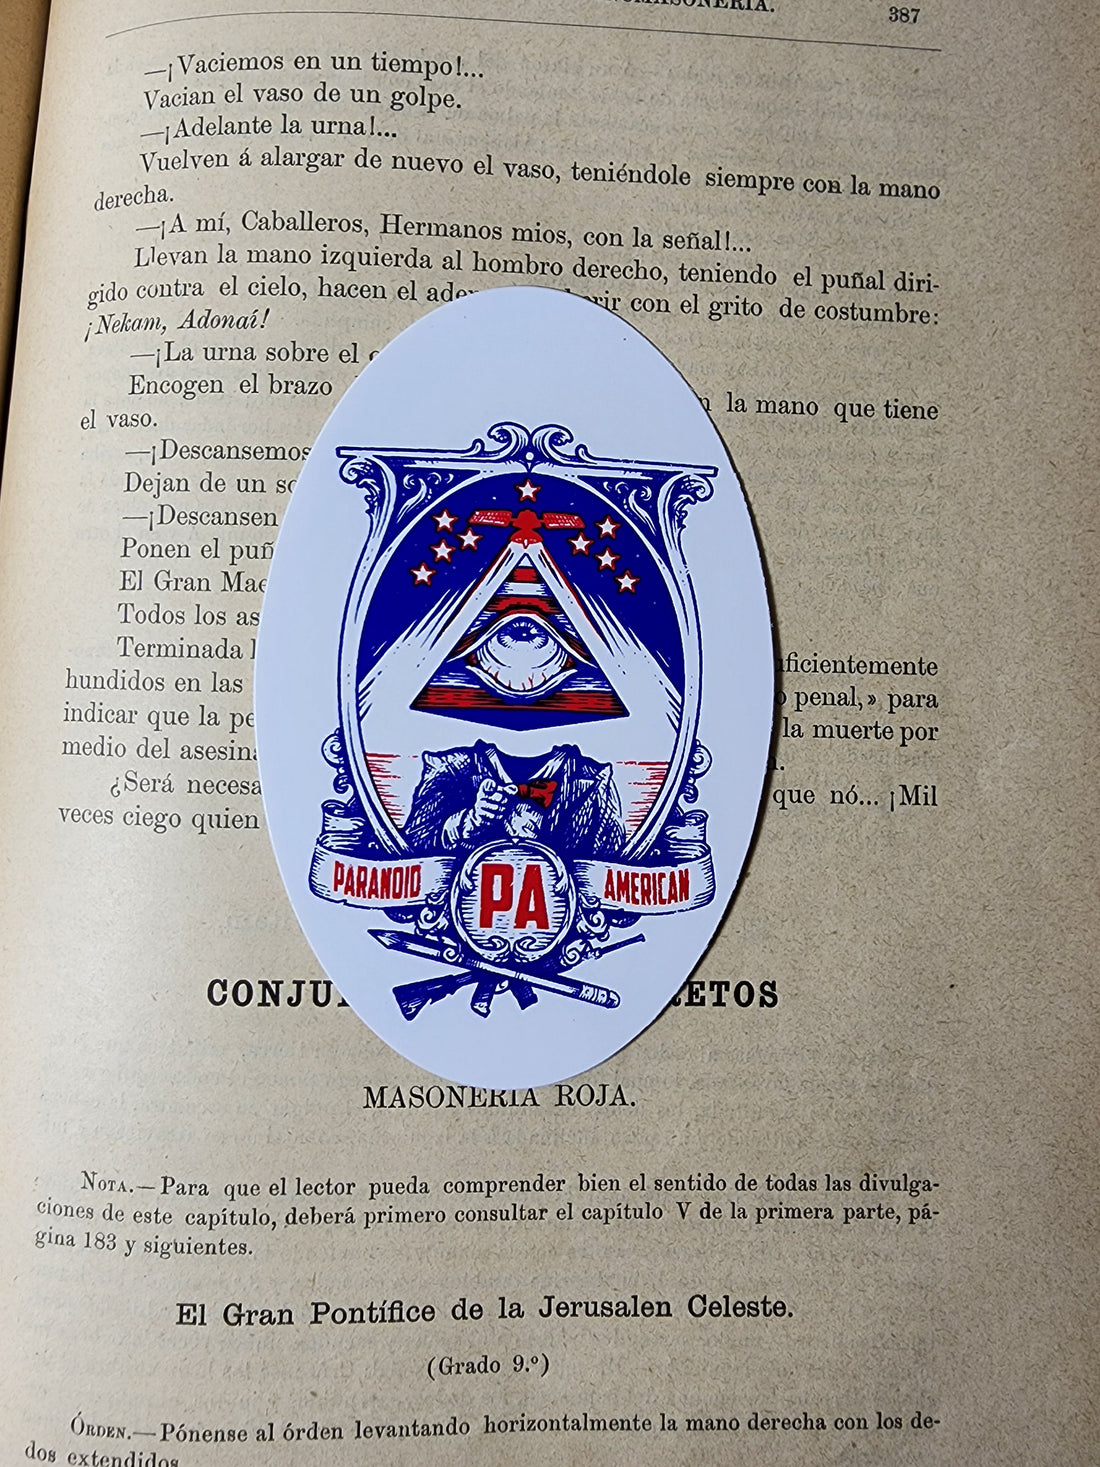 387
—¡Vaciemos en un tiempo!...
Vacian el vaso de un golpe.
—¡Adelante la urna!...
Vuelven á alargar de nuevo el vaso, teniéndole siempre con la mano
derecha.
—¡A mí, Caballeros, Hermanos mios, con la señal!...
Llevan la mano izquierda al hombro derecho, teniendo el puñal diri-
gido contra el cielo, hacen el con el grito de costumbre:
¡Nekam, Adonaí!
—¡La urna sobre el
Encogen el brazo la mano que tiene
el vaso.
—¡Descansemos
Dejan de un
—¡Descansen
Ponen el
El Gran
Todos los
Terminada
hundidos en las penal,» para
indicar que la la muerte por
medio del
¿Será que nó... ¡Mil
veces ciego quien
PARANOID PA AMERICAN
MASONERIA ROJA.
NOTA.—Para que el lector pueda comprender bien el sentido de todas las divulga-
ciones de este capítulo, deberá primero consultar el capítulo V de la primera parte, pá-
gina 183 y siguientes.
El Gran Pontífice de la Jerusalen Celeste.
(Grado 9.º)
ÓRDEN.—Pónense al órden levantando horizontalmente la mano derecha con los de-
dos extendidos